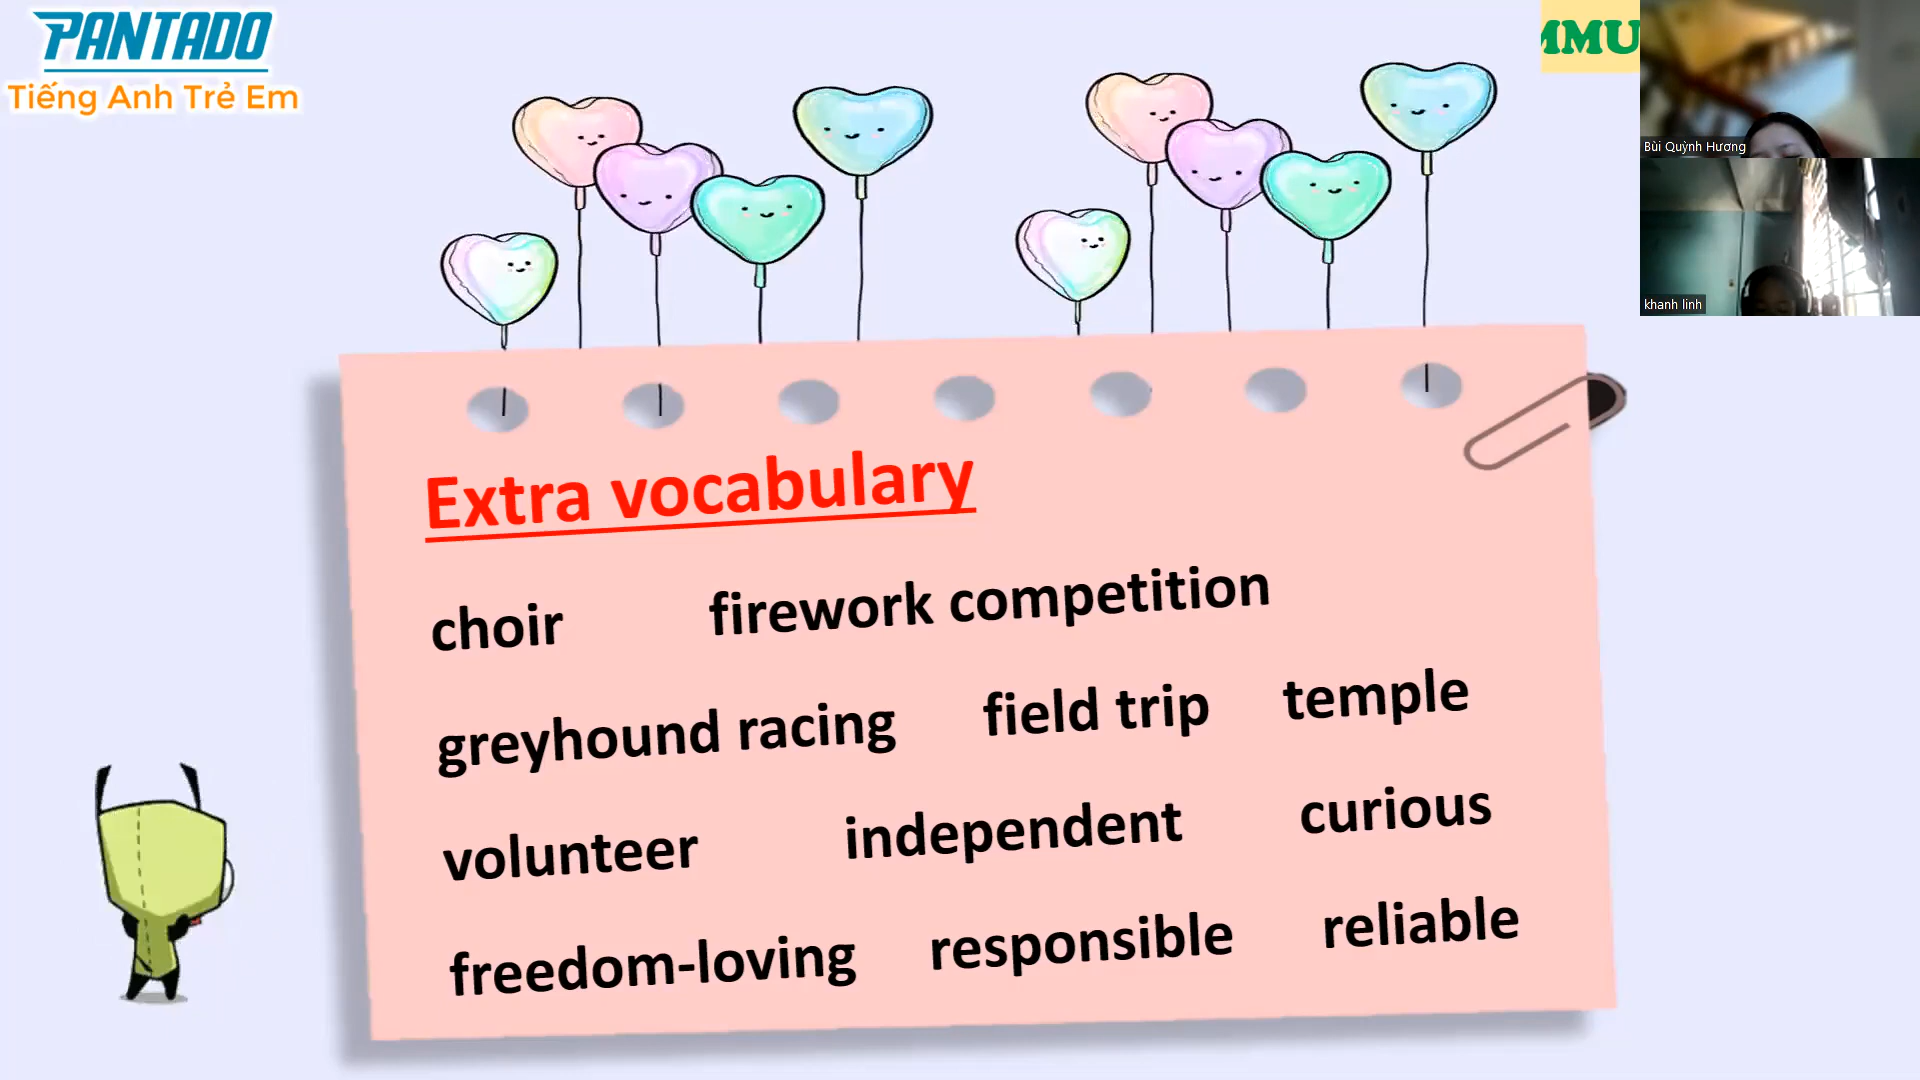 PANTADO
Tiếng Anh Trẻ Em
MMU
Bùi Quỳnh Hương
khanh linh
Extra vocabulary
choir firework competition
greyhound racing field trip temple
volunteer independent curious
freedom-loving responsible reliable